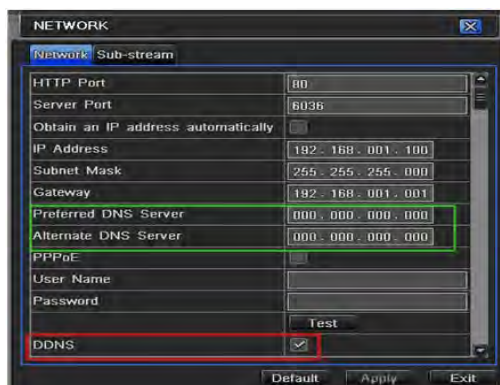 NETWORK
Network Sub-stream
HTTP Port 80
Server Port 6036
Obtain an IP address automatically
IP Address 192 . 168 . 001 . 100
Subnet Mask 255 . 255 . 255 . 000
Gateway 192 . 168 . 001 . 001
Preferred DNS Server 000 . 000 . 000 . 000
Alternate DNS Server 000 . 000 . 000 . 000
PPPoE
User Name
Password
Test
DDNS
Default Apply Exit